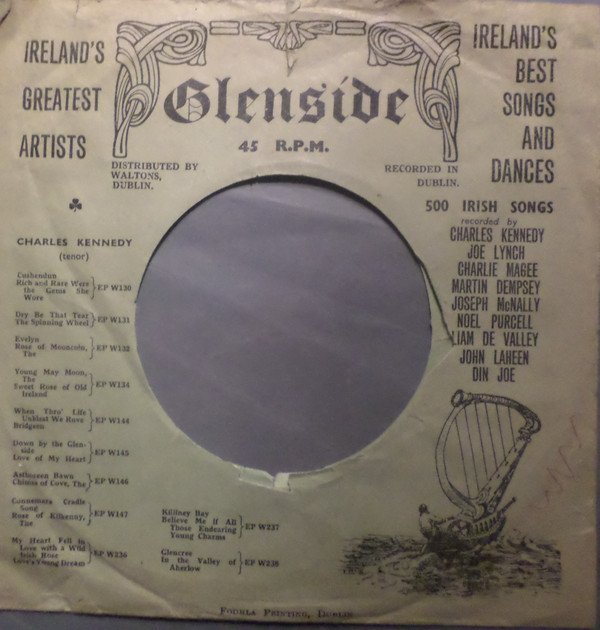 IRELAND'S
GREATEST
ARTISTS
Glenside
45 R.P.M.
DISTRIBUTED BY
WALTONS,
DUBLIN.
RECORDED IN
DUBLIN.
IRELAND'S
BEST
SONGS
AND
DANCES
500 IRISH SONGS
recorded by
CHARLES KENNEDY
JOE LYNCH
CHARLIE MAGEE
MARTIN DEMPSEY
JOSEPH McNALLY
NOEL PURCELL
LIAM DE VALLEY
JOHN LAHEEN
DIN JOE
CHARLES KENNEDY
(tenor)
Cushendun
Rich and Rare Were
the Gems She
Wore
EP W130
Dry Be That Tear
The Spinning Wheel
EP W131
Evelyn
Rose of Mooncoin,
The
EP W132
Young May Moon,
The
Sweet Rose of Old
Ireland
EP W134
When Thro' Life
Unblest We Rove
Bridgeen
EP W144
Down by the Glen-
side
Love of My Heart
EP W145
Asthoreen Bawn
Chimes of Cove, The
EP W146
Connemara Cradle
Song
Rose of Kilkenny,
The
EP W147
My Heart Fell in
Love with a Wild
Irish Rose
Love's Young Dream
EP W236
Killiney Bay
Believe Me If All
Those Endearing
Young Charms
EP W237
Glencree
In the Valley of
Aherlow
EP W238
FODHLA PRINTING, DUBLIN